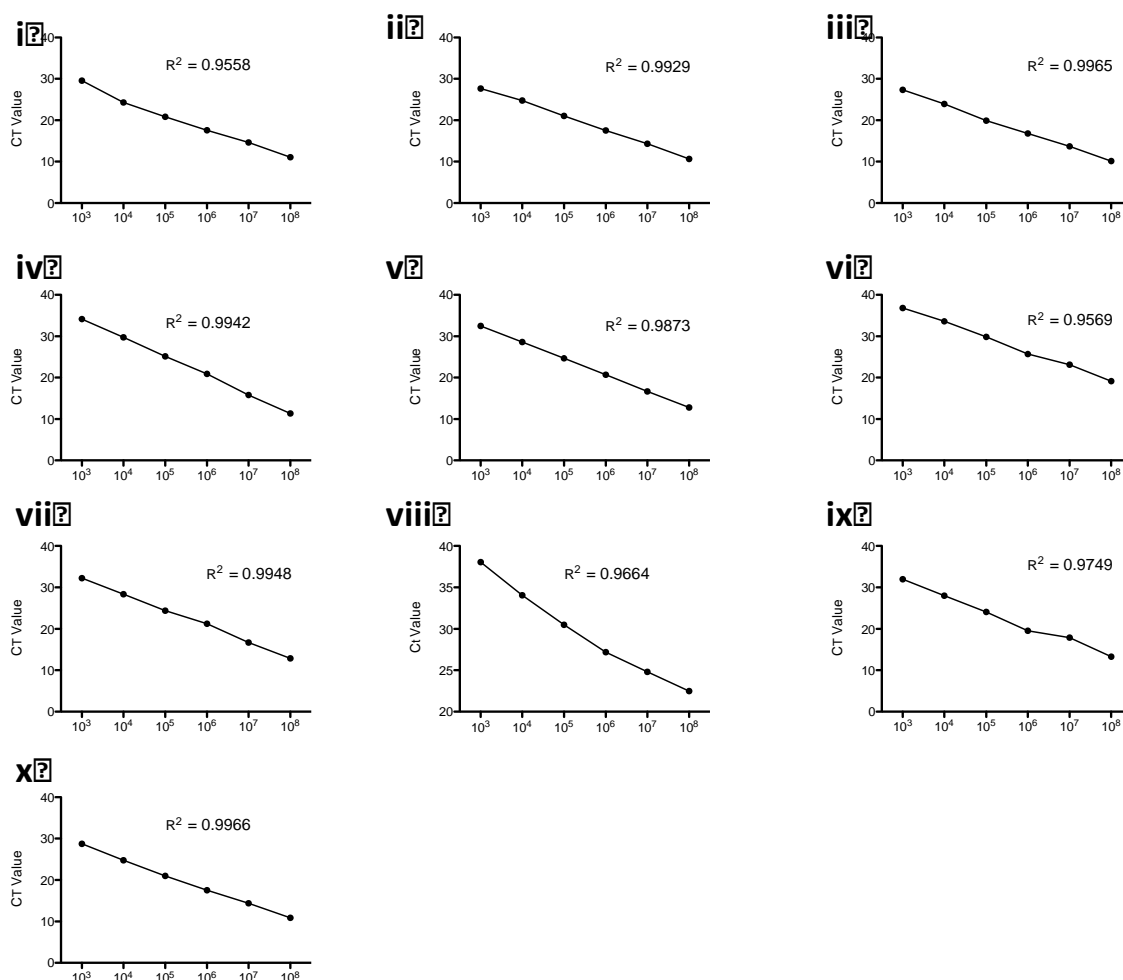 i
40
30
20
10
0
CT Value
R² = 0.9558
10³ 10⁴ 10⁵ 10⁶ 10⁷ 10⁸
ii
40
30
20
10
0
CT Value
R² = 0.9929
10³ 10⁴ 10⁵ 10⁶ 10⁷ 10⁸
iii
40
30
20
10
0
CT Value
R² = 0.9965
10³ 10⁴ 10⁵ 10⁶ 10⁷ 10⁸
iv
40
30
20
10
0
CT Value
R² = 0.9942
10³ 10⁴ 10⁵ 10⁶ 10⁷ 10⁸
v
40
30
20
10
0
CT Value
R² = 0.9873
10³ 10⁴ 10⁵ 10⁶ 10⁷ 10⁸
vi
40
30
20
10
0
CT Value
R² = 0.9569
10³ 10⁴ 10⁵ 10⁶ 10⁷ 10⁸
vii
40
30
20
10
0
CT Value
R² = 0.9948
10³ 10⁴ 10⁵ 10⁶ 10⁷ 10⁸
viii
40
35
30
25
20
Ct Value
R² = 0.9664
10³ 10⁴ 10⁵ 10⁶ 10⁷ 10⁸
ix
40
30
20
10
0
CT Value
R² = 0.9749
10³ 10⁴ 10⁵ 10⁶ 10⁷ 10⁸
x
40
30
20
10
0
CT Value
R² = 0.9966
10³ 10⁴ 10⁵ 10⁶ 10⁷ 10⁸